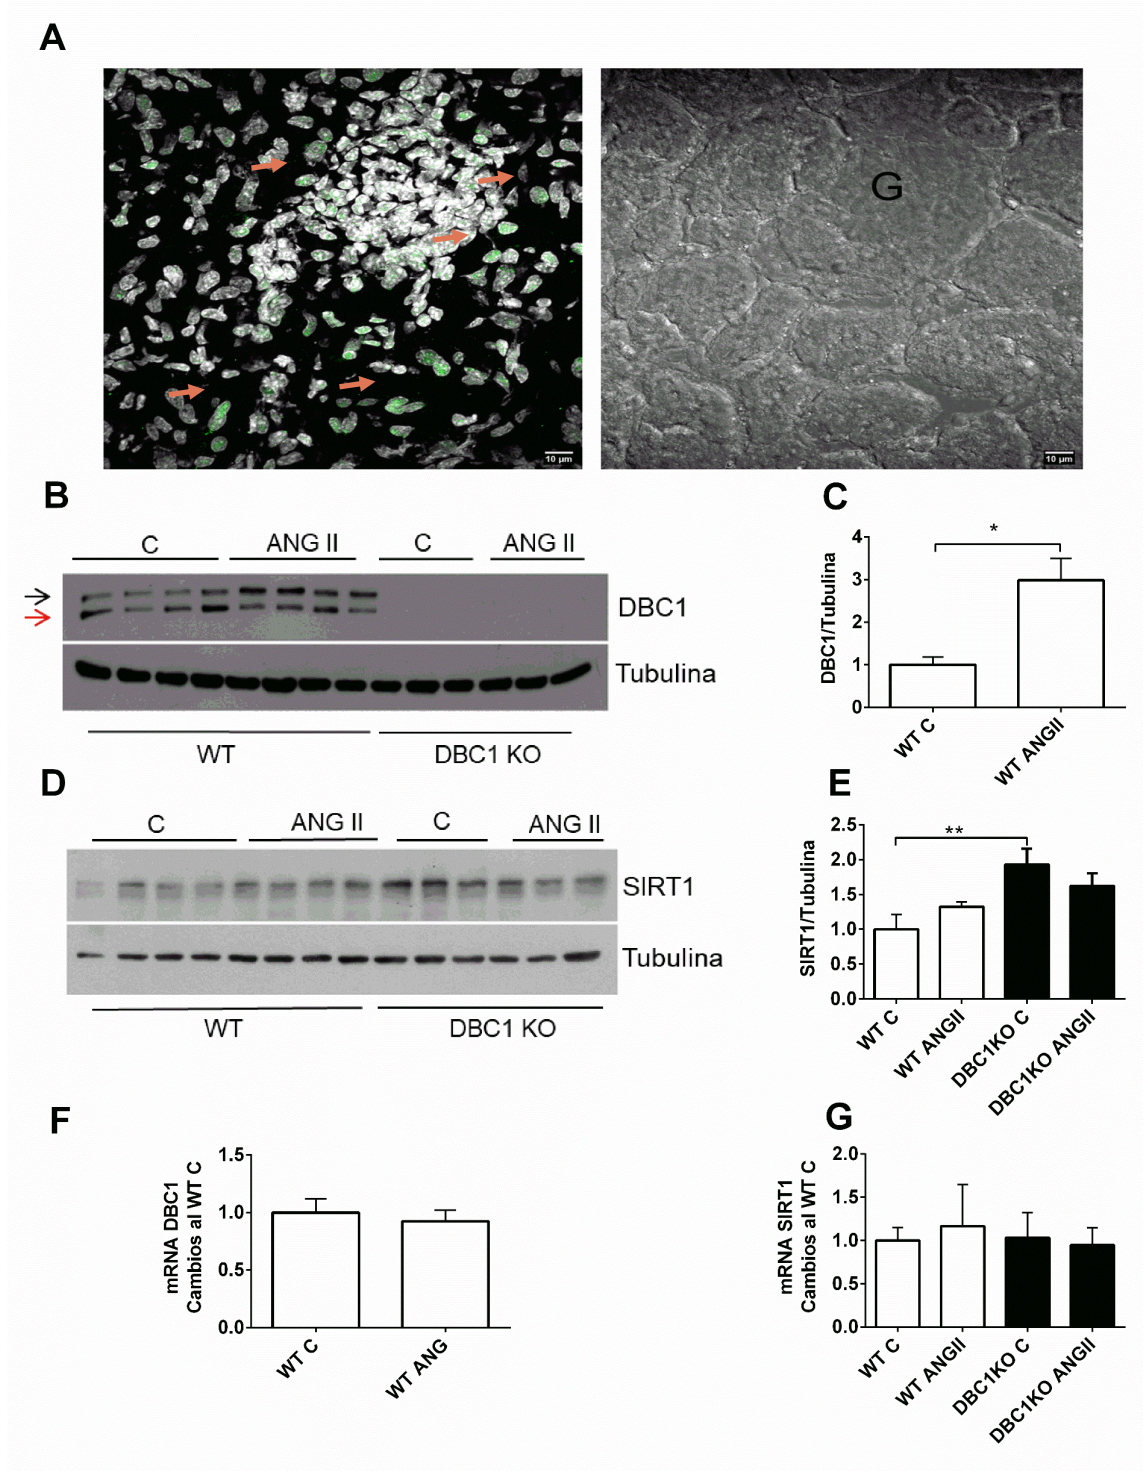 A
G
10 µm
10 µm
B
C
C
ANG II
C
ANG II
DBC1
Tubulina
WT
DBC1 KO
4
3
2
1
0
DBC1/Tubulina
*
WT C
WT ANGII
D
E
C
ANG II
C
ANG II
SIRT1
Tubulina
WT
DBC1 KO
2.5
2.0
1.5
1.0
0.5
0.0
SIRT1/Tubulina
**
WT C
WT ANGII
DBC1KO C
DBC1KO ANGII
F
G
1.5
1.0
0.5
0.0
mRNA DBC1
Cambios al WT C
WT C
WT ANG
2.0
1.5
1.0
0.5
0.0
mRNA SIRT1
Cambios al WT C
WT C
WT ANGII
DBC1KO C
DBC1KO ANGII